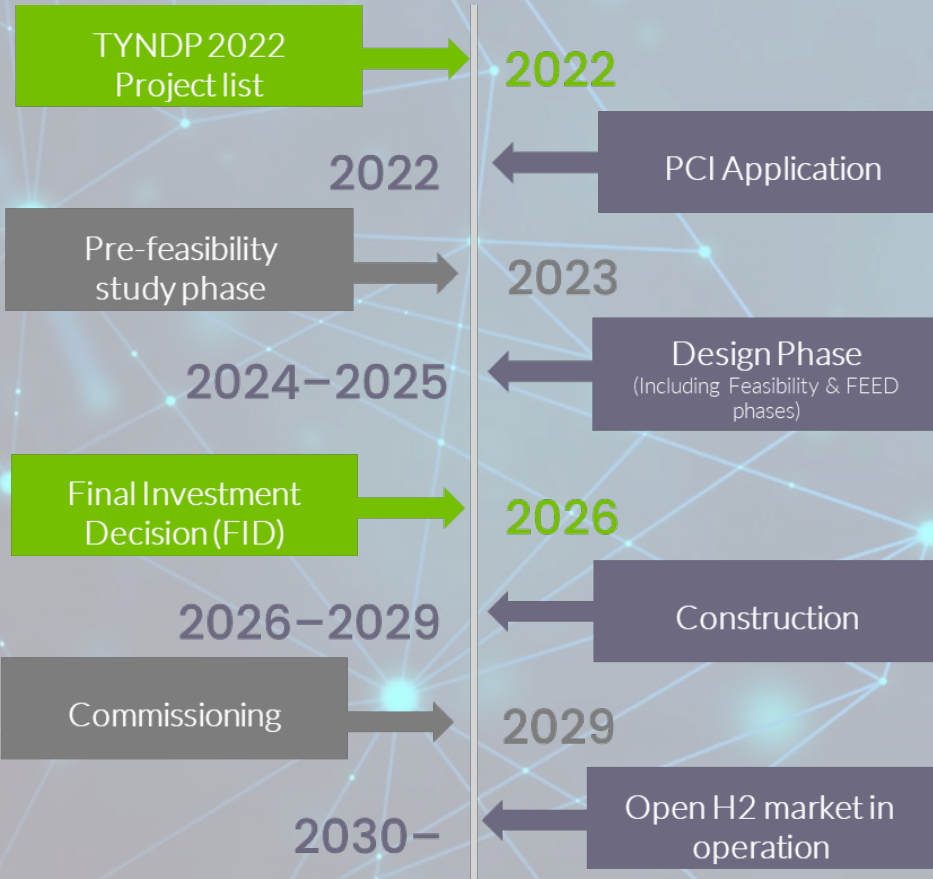 TYNDP 2022
Project list
2022
2022
PCI Application
Pre-feasibility
study phase
2023
2024–2025
Design Phase
(Including Feasibility & FEED
phases)
Final Investment
Decision (FID)
2026
2026–2029
Construction
Commissioning
2029
2030–
Open H2 market in
operation